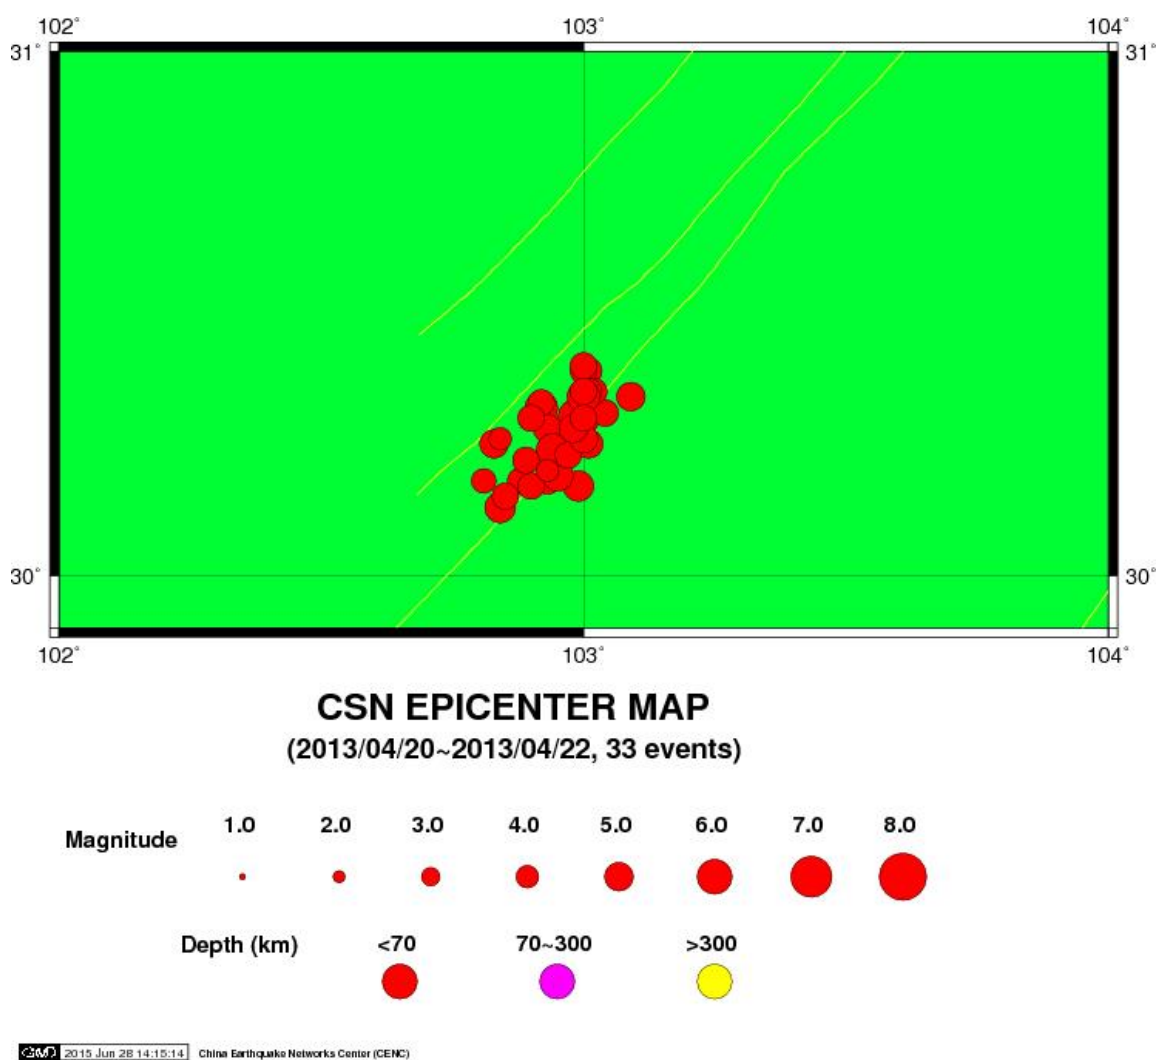 102° 103° 104°
31° 31°
30° 30°
102° 103° 104°
CSN EPICENTER MAP
(2013/04/20~2013/04/22, 33 events)
Magnitude 1.0 2.0 3.0 4.0 5.0 6.0 7.0 8.0
Depth (km) <70 70~300 >300
GMD 2015 Jun 28 14:15:14 China Earthquake Networks Center (CENC)